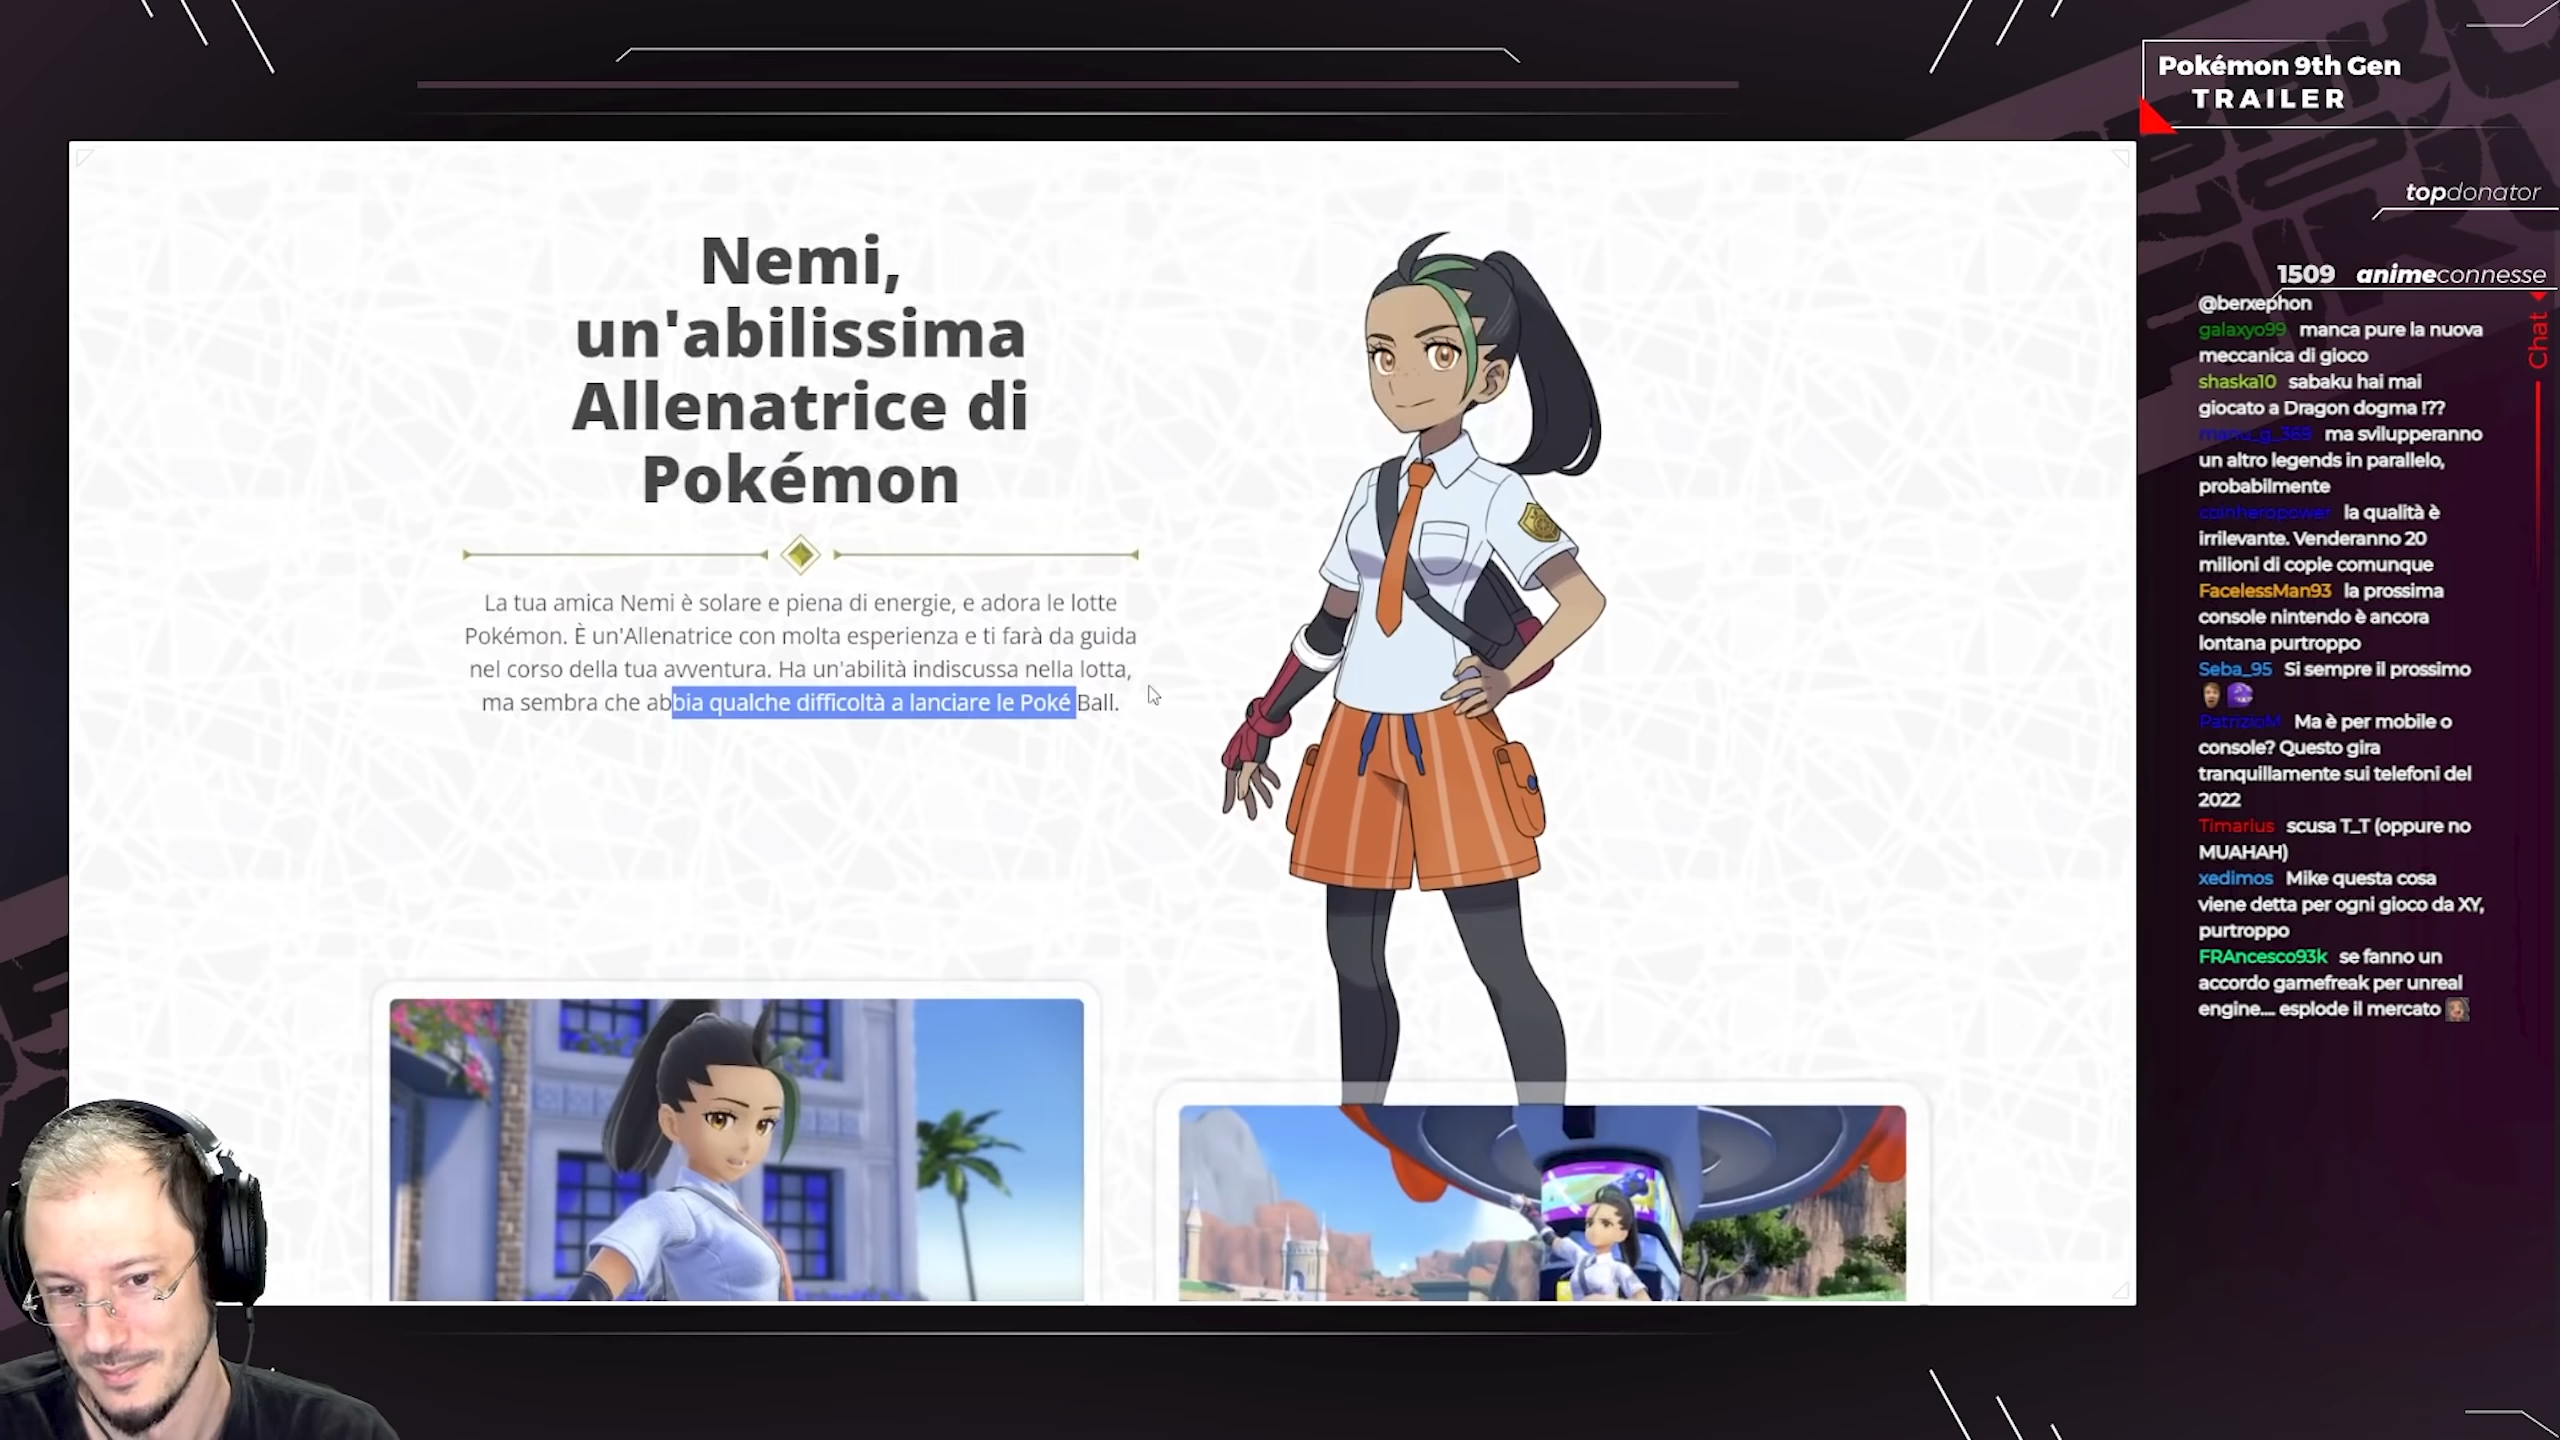 Pokémon 9th Gen
TRAILER
topdonator
1509 animeconnesse
Nemi,
un'abilissima
Allenatrice di
Pokémon
La tua amica Nemi è solare e piena di energie, e adora le lotte
Pokémon. È un'Allenatrice con molta esperienza e ti farà da guida
nel corso della tua avventura. Ha un'abilità indiscussa nella lotta,
ma sembra che abbia qualche difficoltà a lanciare le Poké Ball.
Chat
@berxephon
galaxyo99 manca pure la nuova
meccanica di gioco
shaska10 sabaku hai mai
giocato a Dragon dogma !??
manu_g_369 ma svilupperanno
un altro legends in parallelo,
probabilmente
coinheropower la qualità è
irrilevante. Venderanno 20
milioni di copie comunque
FacelessMan93 la prossima
console nintendo è ancora
lontana purtroppo
Seba_95 Si sempre il prossimo
PatrizioM Ma è per mobile o
console? Questo gira
tranquillamente sui telefoni del
2022
Timarius scusa T_T (oppure no
MUAHAH)
xedimos Mike questa cosa
viene detta per ogni gioco da XY,
purtroppo
FRAncesco93k se fanno un
accordo gamefreak per unreal
engine.... esplode il mercato